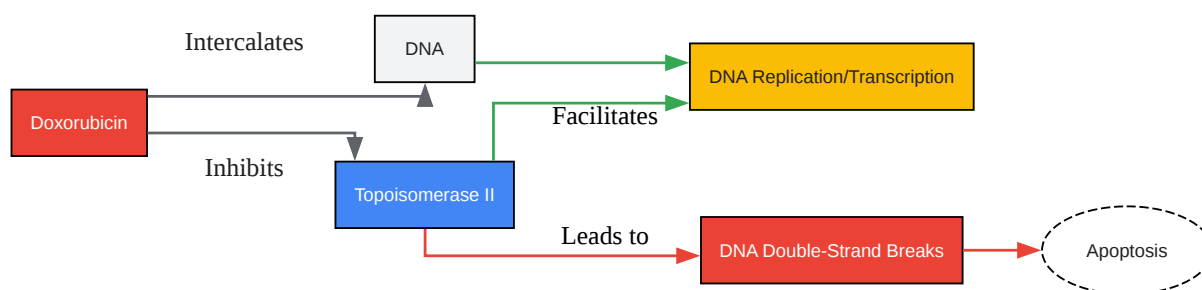 Intercalates
DNA
DNA Replication/Transcription
Doxorubicin
Facilitates
Inhibits
Topoisomerase II
Leads to
DNA Double-Strand Breaks
Apoptosis